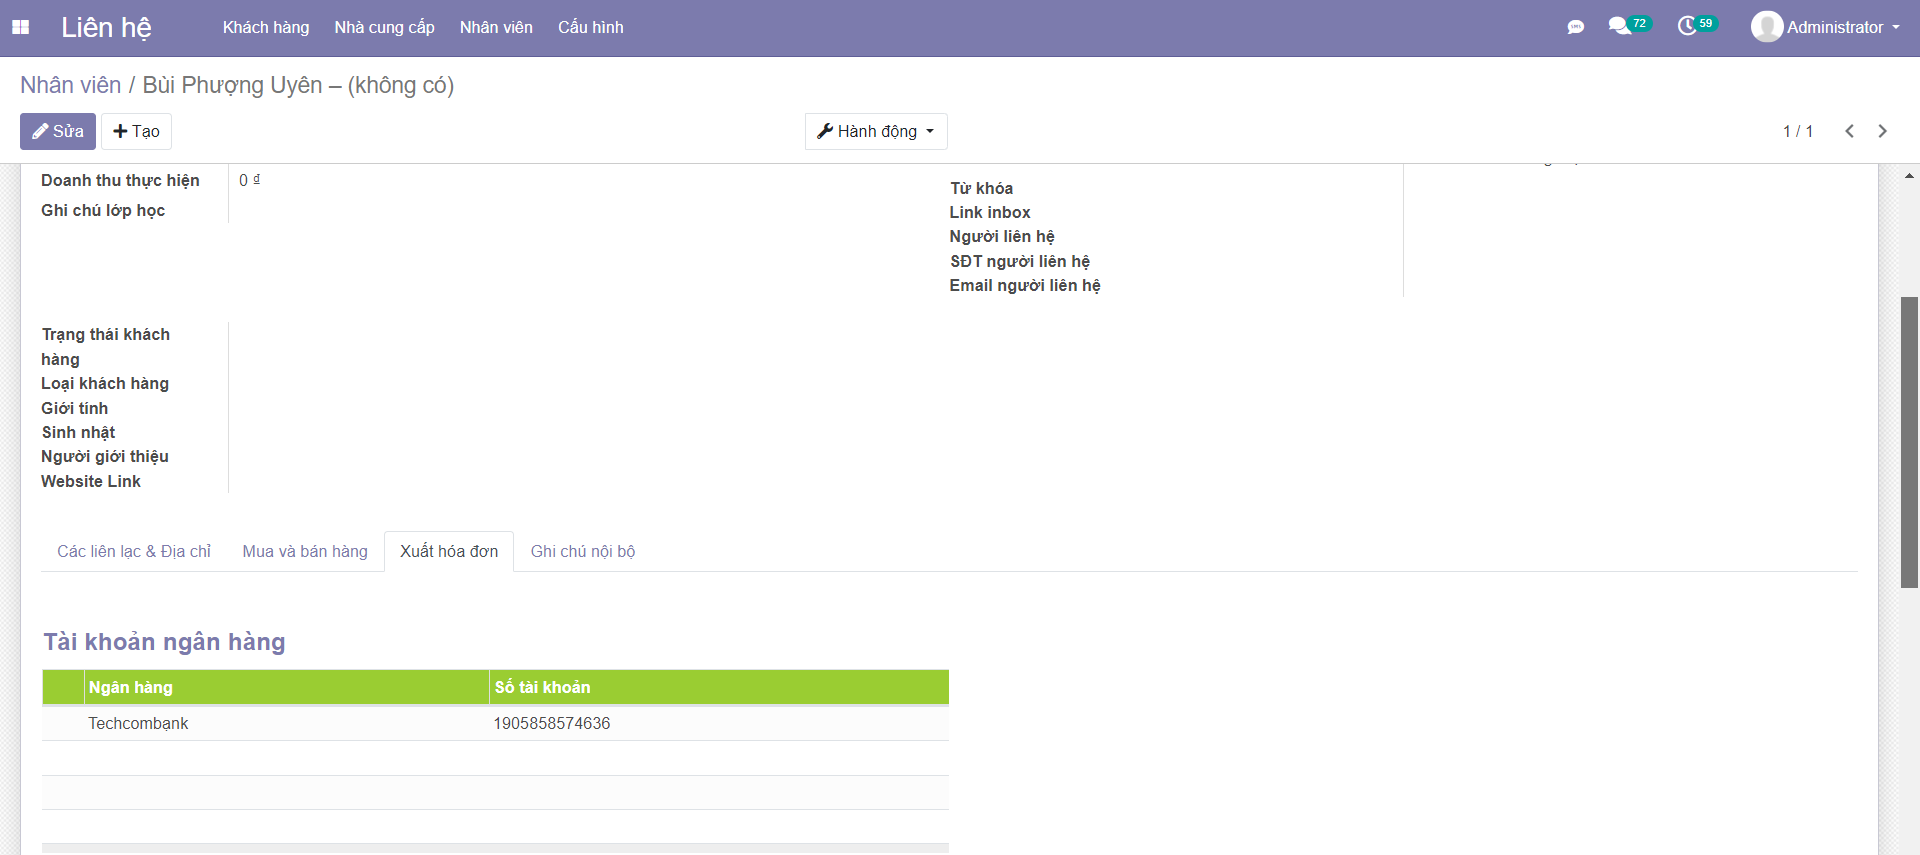 Liên hệ Khách hàng Nhà cung cấp Nhân viên Cấu hình 72 59 Administrator
Nhân viên / Bùi Phượng Uyên – (không có)
Sửa Tạo Hành động 1 / 1
Doanh thu thực hiện 0 ₫
Ghi chú lớp học
Từ khóa
Link inbox
Người liên hệ
SĐT người liên hệ
Email người liên hệ
Trạng thái khách
hàng
Loại khách hàng
Giới tính
Sinh nhật
Người giới thiệu
Website Link
Các liên lạc & Địa chỉ Mua và bán hàng Xuất hóa đơn Ghi chú nội bộ
Tài khoản ngân hàng
Ngân hàng Số tài khoản
Techcombank 1905858574636